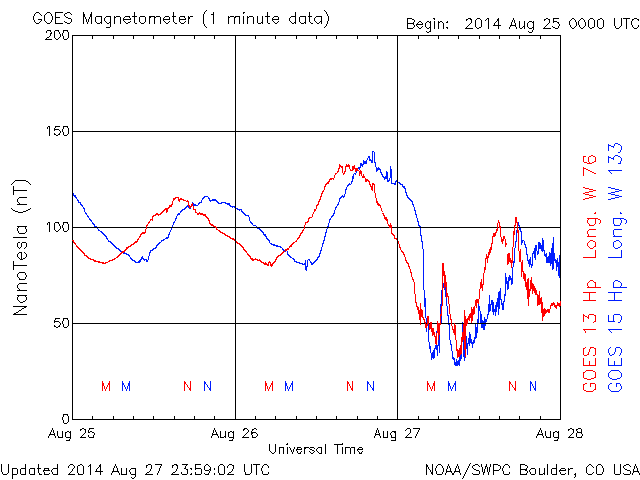 GOES Magnetometer (1 minute data)
Begin: 2014 Aug 25 0000 UTC
200
150
100
50
0
NanoTesla (nT)
M M N N M M N N M M N N
Aug 25 Aug 26 Aug 27 Aug 28
Universal Time
GOES 13 Hp Long. W 76
GOES 15 Hp Long. W 133
Updated 2014 Aug 27 23:59:02 UTC
NOAA/SWPC Boulder, CO USA